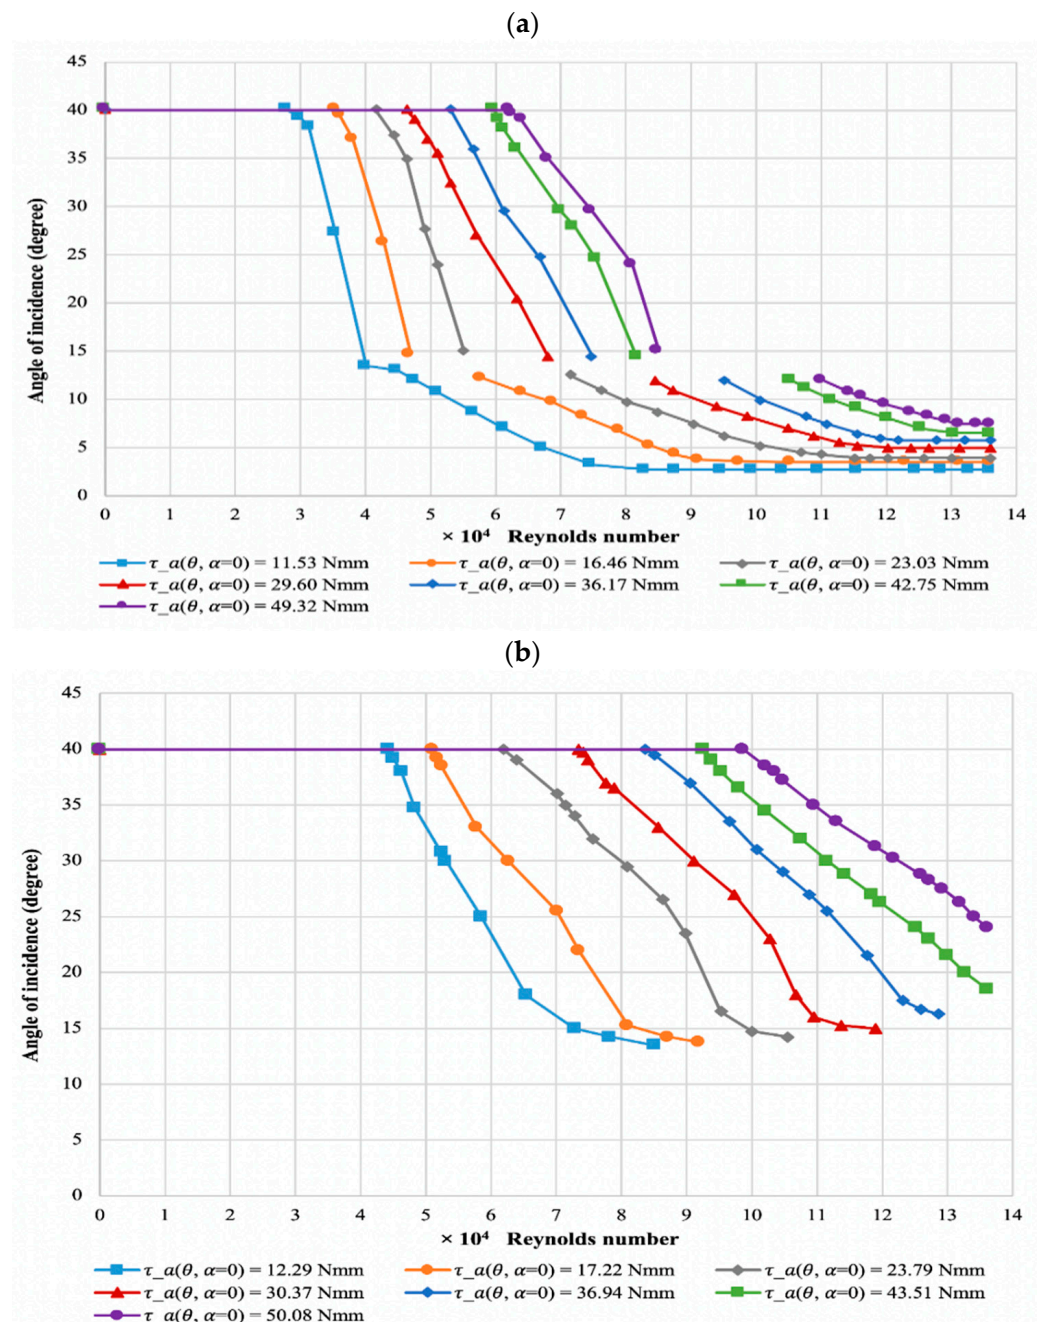 (a)
45
40
35
30
25
20
15
10
5
0
Angle of incidence (degree)
0 1 2 3 4 5 6 7 8 9 10 11 12 13 14
× 10⁴ Reynolds number
τ_a(θ, α=0) = 11.53 Nmm τ_a(θ, α=0) = 16.46 Nmm τ_a(θ, α=0) = 23.03 Nmm
τ_a(θ, α=0) = 29.60 Nmm τ_a(θ, α=0) = 36.17 Nmm τ_a(θ, α=0) = 42.75 Nmm
τ_a(θ, α=0) = 49.32 Nmm
(b)
45
40
35
30
25
20
15
10
5
0
Angle of incidence (degree)
0 1 2 3 4 5 6 7 8 9 10 11 12 13 14
× 10⁴ Reynolds number
τ_a(θ, α=0) = 12.29 Nmm τ_a(θ, α=0) = 17.22 Nmm τ_a(θ, α=0) = 23.79 Nmm
τ_a(θ, α=0) = 30.37 Nmm τ_a(θ, α=0) = 36.94 Nmm τ_a(θ, α=0) = 43.51 Nmm
τ_a(θ, α=0) = 50.08 Nmm